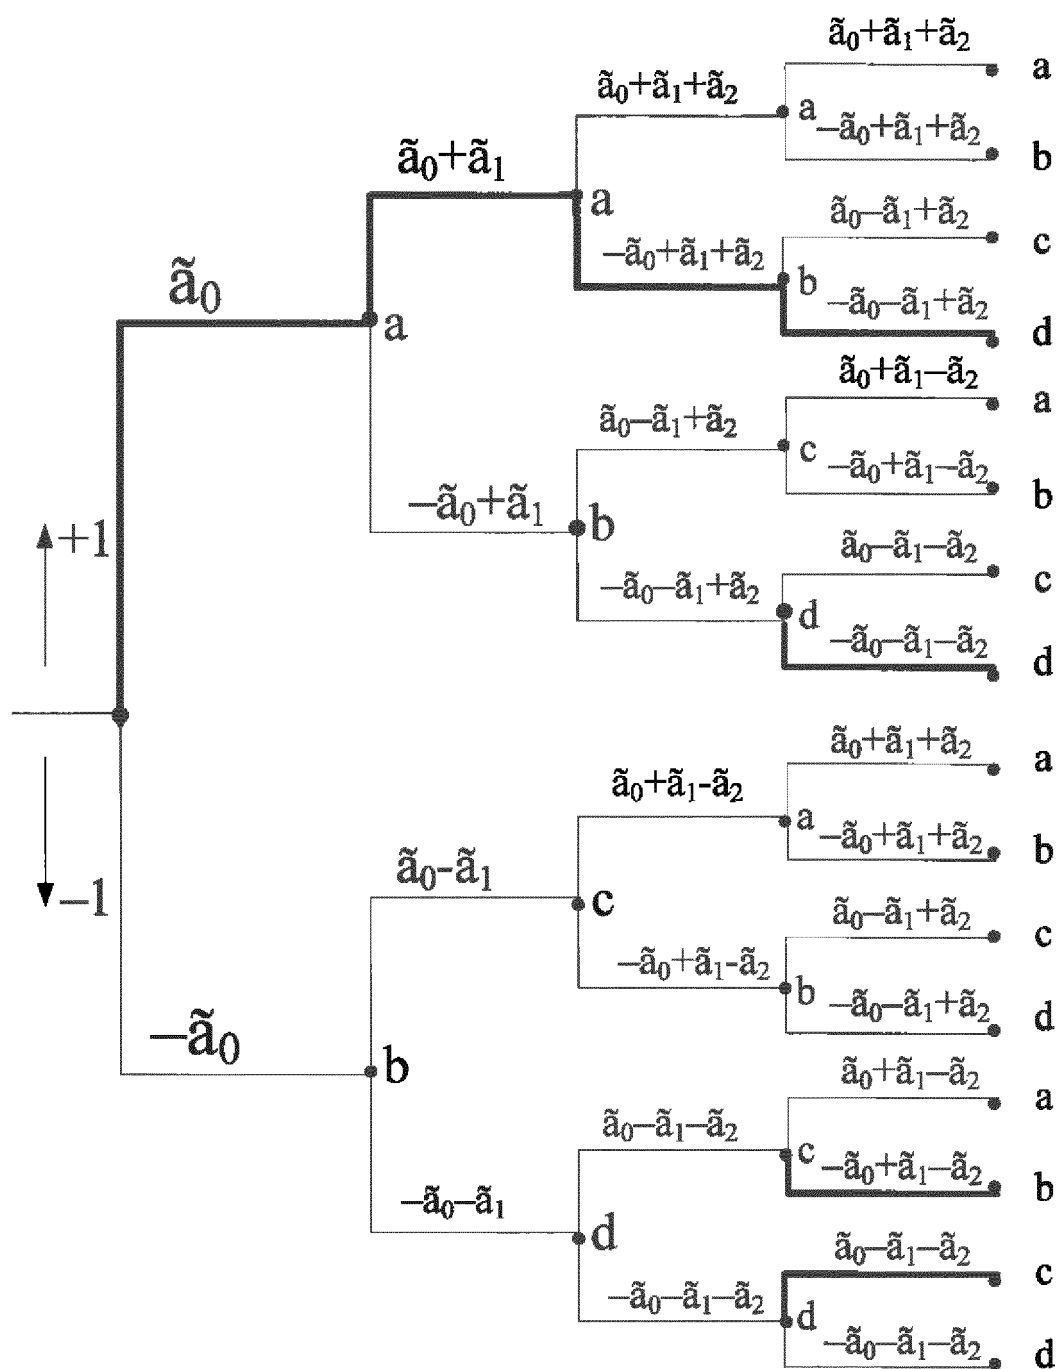 ã₀+ã₁+ã₂
a
ã₀+ã₁+ã₂
a
–ã₀+ã₁+ã₂
b
ã₀+ã₁
a
ã₀–ã₁+ã₂
c
–ã₀+ã₁+ã₂
b
ã₀
–ã₀–ã₁+ã₂
d
a
ã₀+ã₁–ã₂
a
ã₀–ã₁+ã₂
c
–ã₀+ã₁–ã₂
b
–ã₀+ã₁
b
+1
ã₀–ã₁–ã₂
c
–ã₀–ã₁+ã₂
d
–ã₀–ã₁–ã₂
d
ã₀+ã₁+ã₂
a
ã₀+ã₁-ã₂
a
–ã₀+ã₁+ã₂
b
ã₀-ã₁
c
–1
ã₀–ã₁+ã₂
c
–ã₀+ã₁-ã₂
b
–ã₀–ã₁+ã₂
d
–ã₀
b
ã₀+ã₁–ã₂
a
ã₀–ã₁–ã₂
c
–ã₀+ã₁–ã₂
b
–ã₀–ã₁
d
ã₀–ã₁–ã₂
c
–ã₀–ã₁–ã₂
d
–ã₀–ã₁–ã₂
d